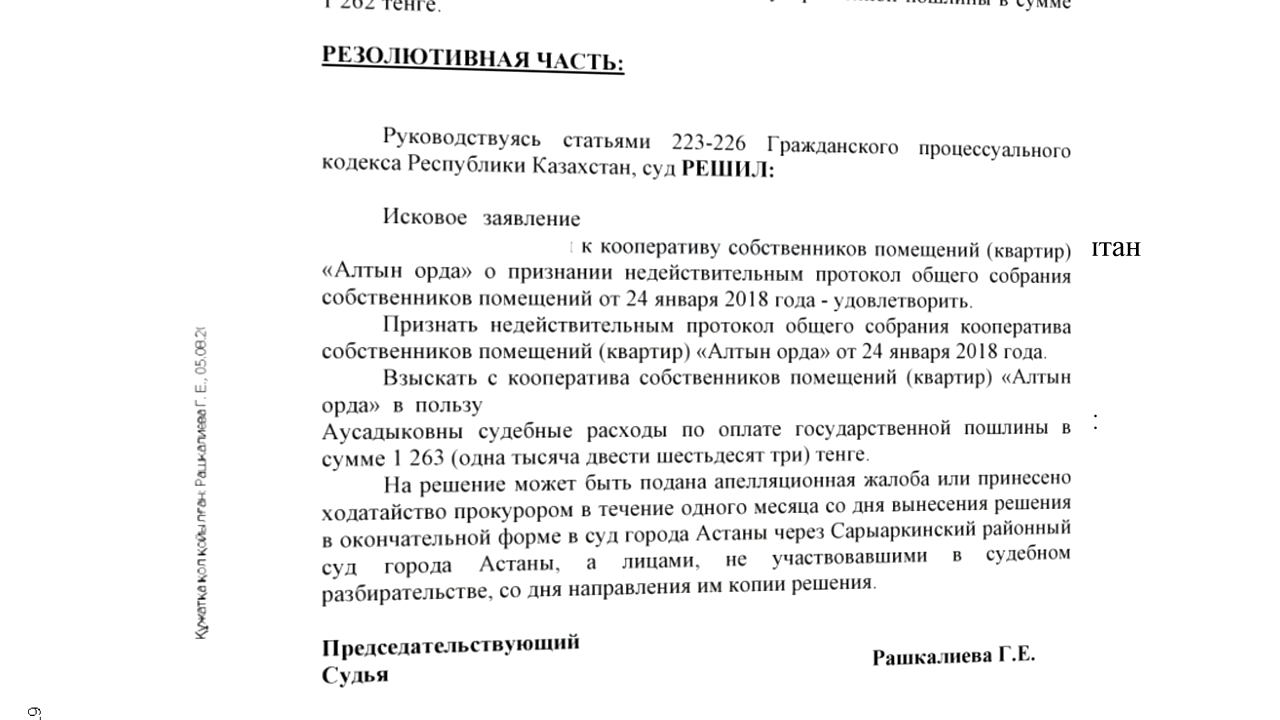 1 262 тенге. пошлины в сумме
РЕЗОЛЮТИВНАЯ ЧАСТЬ:
Руководствуясь статьями 223-226 Гражданского процессуального
кодекса Республики Казахстан, суд РЕШИЛ:
Исковое заявление
к кооперативу собственников помещений (квартир)
«Алтын орда» о признании недействительным протокол общего собрания
собственников помещений от 24 января 2018 года - удовлетворить.
Признать недействительным протокол общего собрания кооператива
собственников помещений (квартир) «Алтын орда» от 24 января 2018 года.
Взыскать с кооператива собственников помещений (квартир) «Алтын
орда» в пользу
Аусадыковны судебные расходы по оплате государственной пошлины в
сумме 1 263 (одна тысяча двести шестьдесят три) тенге.
На решение может быть подана апелляционная жалоба или принесено
ходатайство прокурором в течение одного месяца со дня вынесения решения
в окончательной форме в суд города Астаны через Сарыаркинский районный
суд города Астаны, а лицами, не участвовавшими в судебном
разбирательстве, со дня направления им копии решения.
Председательствующий
Судья Рашкалиева Г.Е.
Құжатқа қол қойылған: Рашкалиева Г. Е., 05.08.2